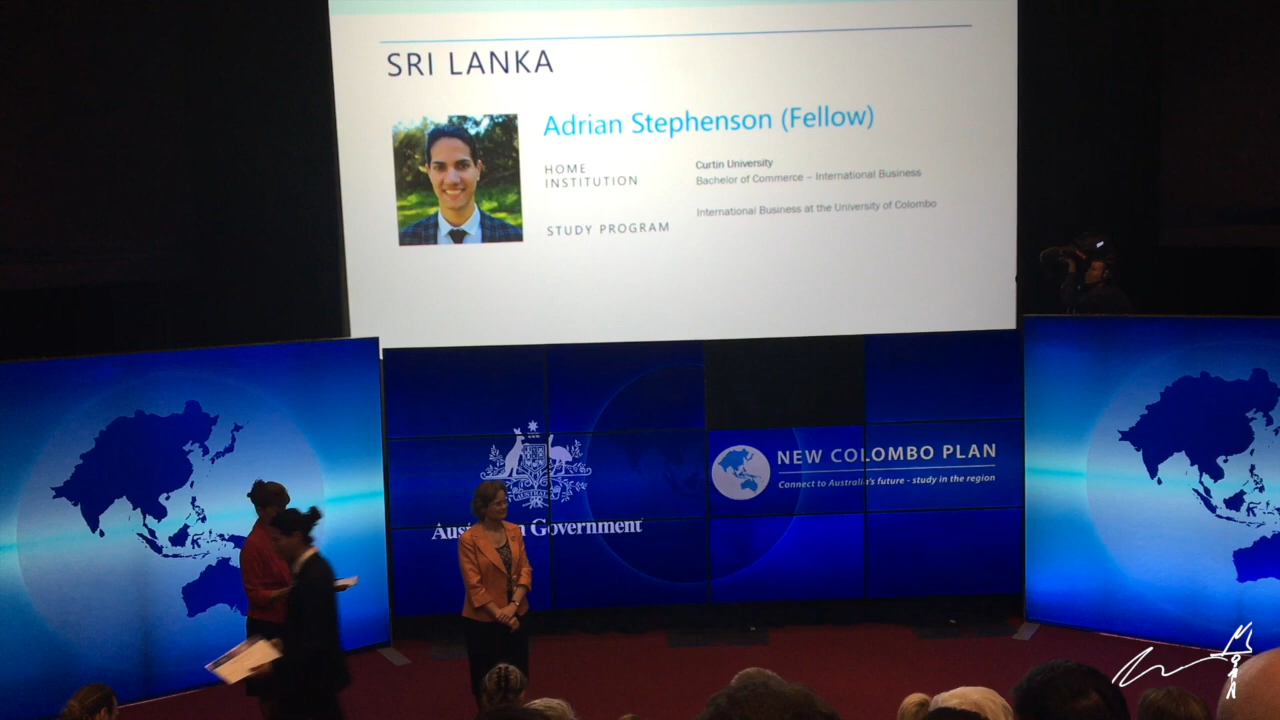 SRI LANKA
Adrian Stephenson (Fellow)
HOME
INSTITUTION
Curtin University
Bachelor of Commerce – International Business
STUDY PROGRAM
International Business at the University of Colombo
NEW COLOMBO PLAN
Connect to Australia's future - study in the region
Government